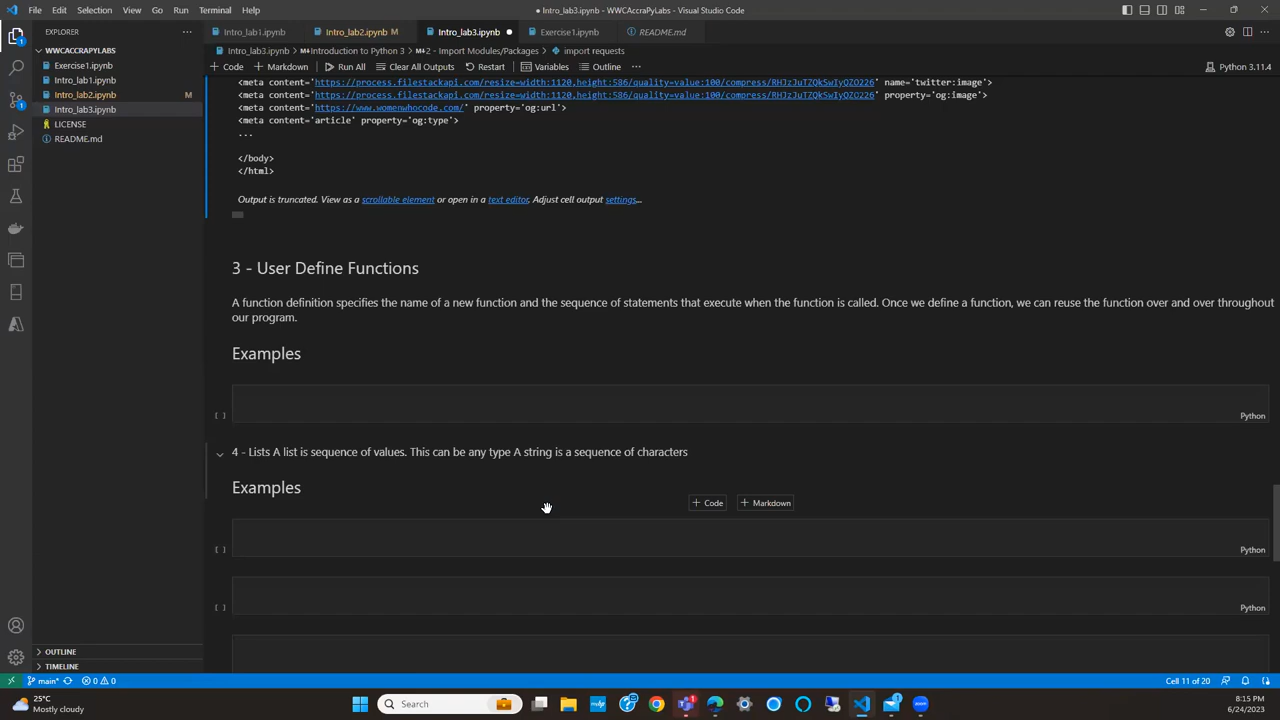 File Edit Selection View Go Run Terminal Help
● Intro_lab3.ipynb - WWCAccraPyLabs - Visual Studio Code
EXPLORER
Intro_lab1.ipynb
Intro_lab2.ipynb M
Intro_lab3.ipynb ●
Exercise1.ipynb
README.md
WWCACCRAPYLABS
Intro_lab3.ipynb > Introduction to Python 3 > 2 - Import Modules/Packages > import requests
Exercise1.ipynb
Intro_lab1.ipynb
Intro_lab2.ipynb M
Intro_lab3.ipynb
LICENSE
README.md
+ Code + Markdown Run All Clear All Outputs Restart Variables Outline ... Python 3.11.4
<meta content='https://process.filestackapi.com/resize=width:1120,height:586/quality=value:100/compress/RHJzJuTZQkSwIyQZO226' name='twitter:image'>
<meta content='https://process.filestackapi.com/resize=width:1120,height:586/quality=value:100/compress/RHJzJuTZQkSwIyQZO226' property='og:image'>
<meta content='https://www.womenwhocode.com/' property='og:url'>
<meta content='article' property='og:type'>
...
</body>
</html>
Output is truncated. View as a scrollable element or open in a text editor. Adjust cell output settings...
3 - User Define Functions
A function definition specifies the name of a new function and the sequence of statements that execute when the function is called. Once we define a function, we can reuse the function over and over throughout
our program.
Examples
[ ] Python
4 - Lists A list is sequence of values. This can be any type A string is a sequence of characters
Examples
+ Code + Markdown
[ ] Python
[ ] Python
OUTLINE
TIMELINE
main* 0 0 Cell 11 of 20
25°C
Mostly cloudy
Search
8:15 PM
6/24/2023